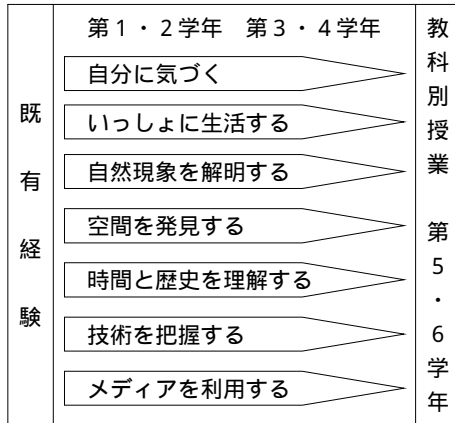 既有経験
第１・２学年　第３・４学年
自分に気づく
いっしょに生活する
自然現象を解明する
空間を発見する
時間と歴史を理解する
技術を把握する
メディアを利用する
教科別授業　第５・６学年